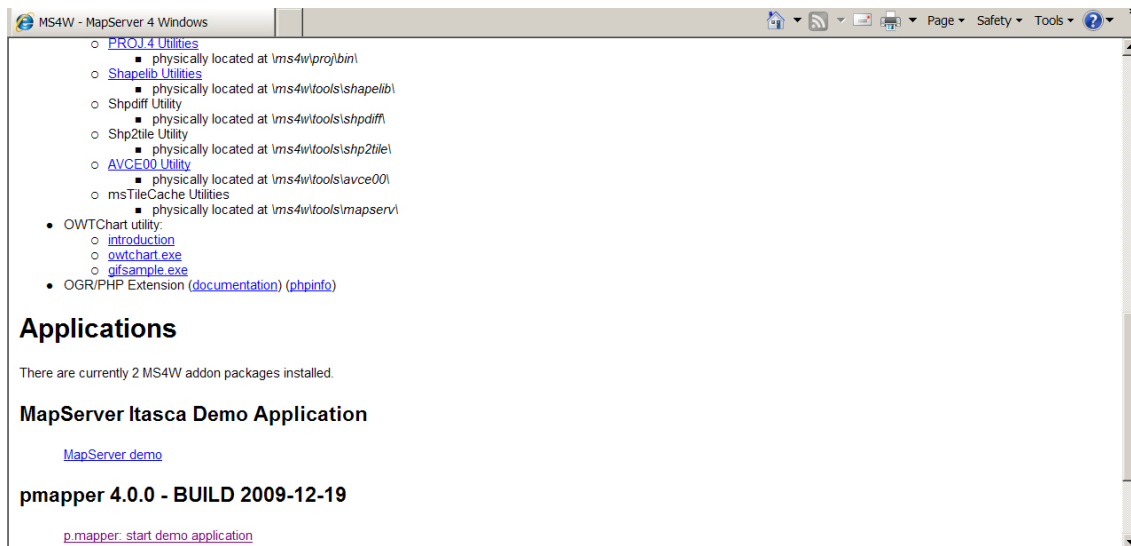 MS4W - MapServer 4 Windows
Page Safety Tools
PROJ.4 Utilities
physically located at \ms4w\proj\bin\
Shapelib Utilities
physically located at \ms4w\tools\shapelib\
Shpdiff Utility
physically located at \ms4w\tools\shpdiff\
Shp2tile Utility
physically located at \ms4w\tools\shp2tile\
AVCE00 Utility
physically located at \ms4w\tools\avce00\
msTileCache Utilities
physically located at \ms4w\tools\mapserv\
OWTChart utility:
introduction
owtchart.exe
gifsample.exe
OGR/PHP Extension (documentation) (phpinfo)
Applications
There are currently 2 MS4W addon packages installed.
MapServer Itasca Demo Application
MapServer demo
pmapper 4.0.0 - BUILD 2009-12-19
p.mapper: start demo application